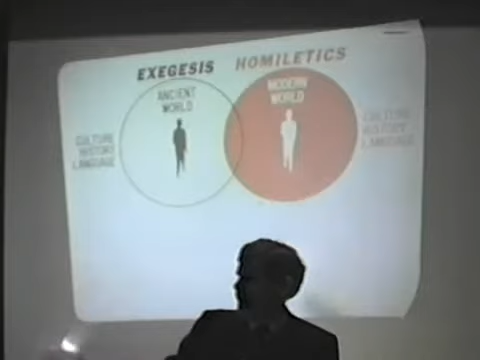 EXEGESIS HOMILETICS
ANCIENT
WORLD
MODERN
WORLD
CULTURE
HISTORY
LANGUAGE
CULTURE
HISTORY
LANGUAGE